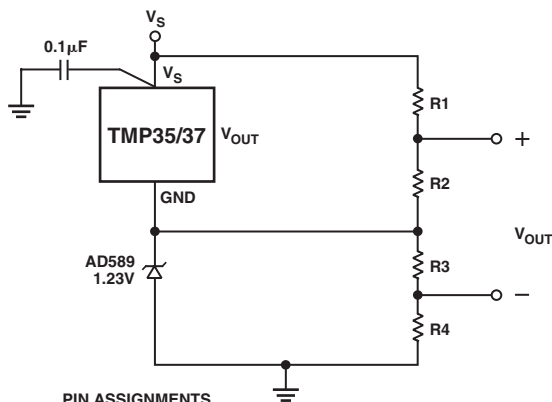 VS
0.1μF
VS
R1
TMP35/37
VOUT
+
R2
GND
VOUT
AD589
1.23V
R3
−
R4
PIN ASSIGNMENTS